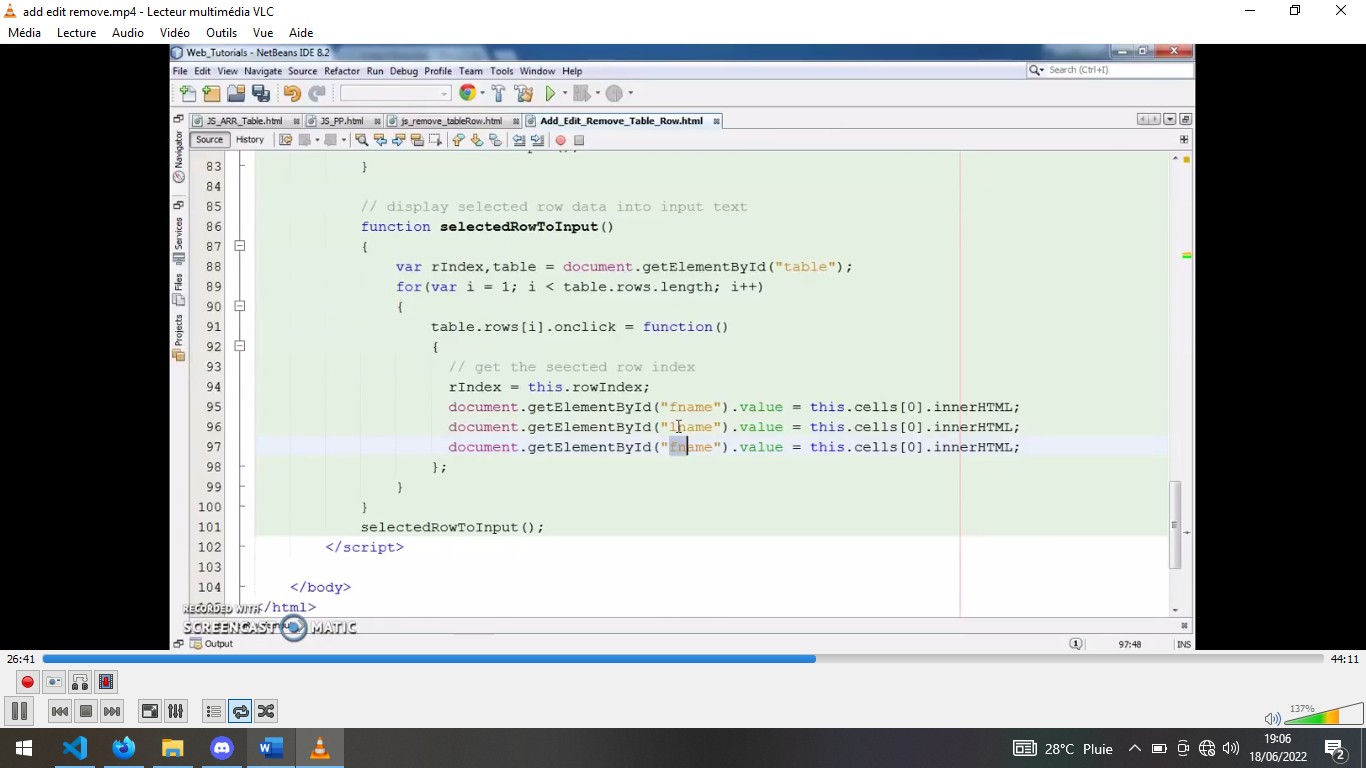 add edit remove.mp4 - Lecteur multimédia VLC
Média Lecture Audio Vidéo Outils Vue Aide
Web_Tutorials - NetBeans IDE 8.2
File Edit View Navigate Source Refactor Run Debug Profile Team Tools Window Help
Search (Ctrl+I)
JS_ARR_Table.html JS_PP.html js_remove_tableRow.html Add_Edit_Remove_Table_Row.html
Source History
Navigator
Services
Files
Projects
83 }
84
85 // display selected row data into input text
86 function selectedRowToInput()
87 {
88 var rIndex,table = document.getElementById("table");
89 for(var i = 1; i < table.rows.length; i++)
90 {
91 table.rows[i].onclick = function()
92 {
93 // get the seected row index
94 rIndex = this.rowIndex;
95 document.getElementById("fname").value = this.cells[0].innerHTML;
96 document.getElementById("lname").value = this.cells[0].innerHTML;
97 document.getElementById("fname").value = this.cells[0].innerHTML;
98 };
99 }
100 }
101 selectedRowToInput();
102 </script>
103
104 </body>
105 </html>
RECORDED WITH
SCREENCAST MATIC
Output
1 97:48 INS
26:41 44:11
137%
28°C Pluie
19:06
18/06/2022
2